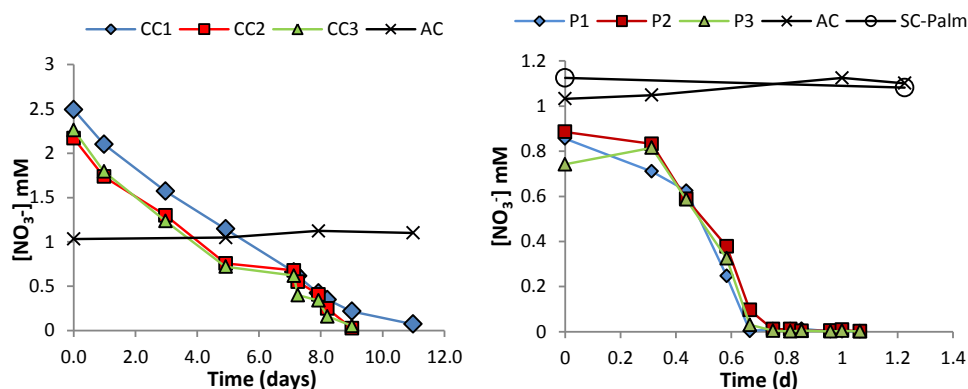 CC1 CC2 CC3 AC
3
2.5
2
1.5
1
0.5
0
[NO₃-] mM
0.0 2.0 4.0 6.0 8.0 10.0 12.0
Time (days)
P1 P2 P3 AC SC-Palm
1.2
1
0.8
0.6
0.4
0.2
0
[NO₃⁻] mM
0 0.2 0.4 0.6 0.8 1 1.2 1.4
Time (d)